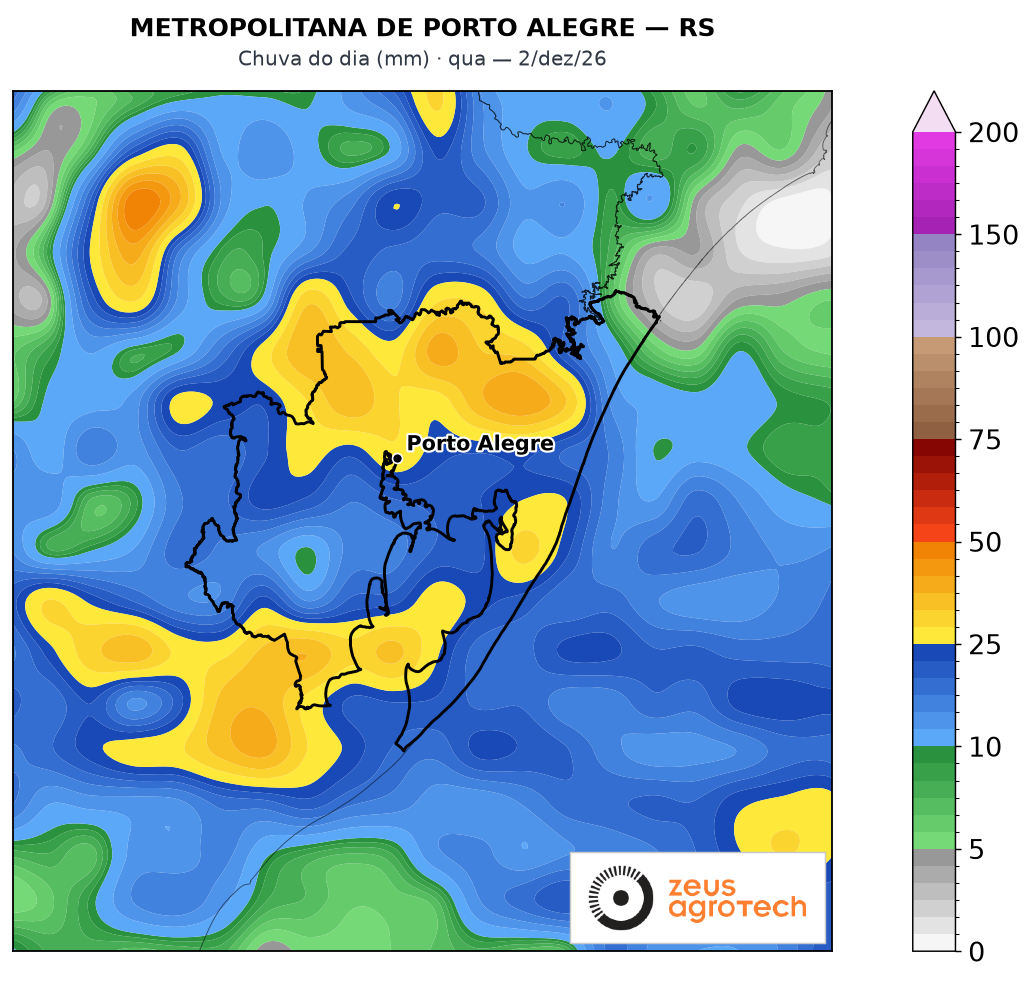 METROPOLITANA DE PORTO ALEGRE — RS
Chuva do dia (mm) · qua — 2/dez/26
200
150
100
75
50
25
10
5
0
Porto Alegre
zeus
agrotech